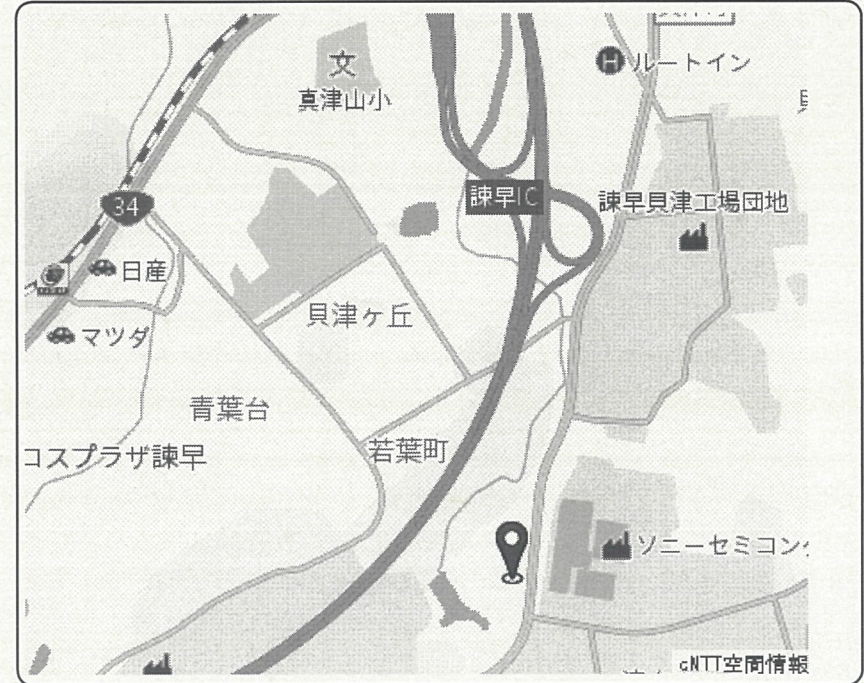 文
ルートイン
真津山小
諫早IC
諫早貝津工場団地
34
日産
貝津ヶ丘
マツダ
青葉台
若葉町
コスプラザ諫早
ソニーセミコン
NTT空間情報